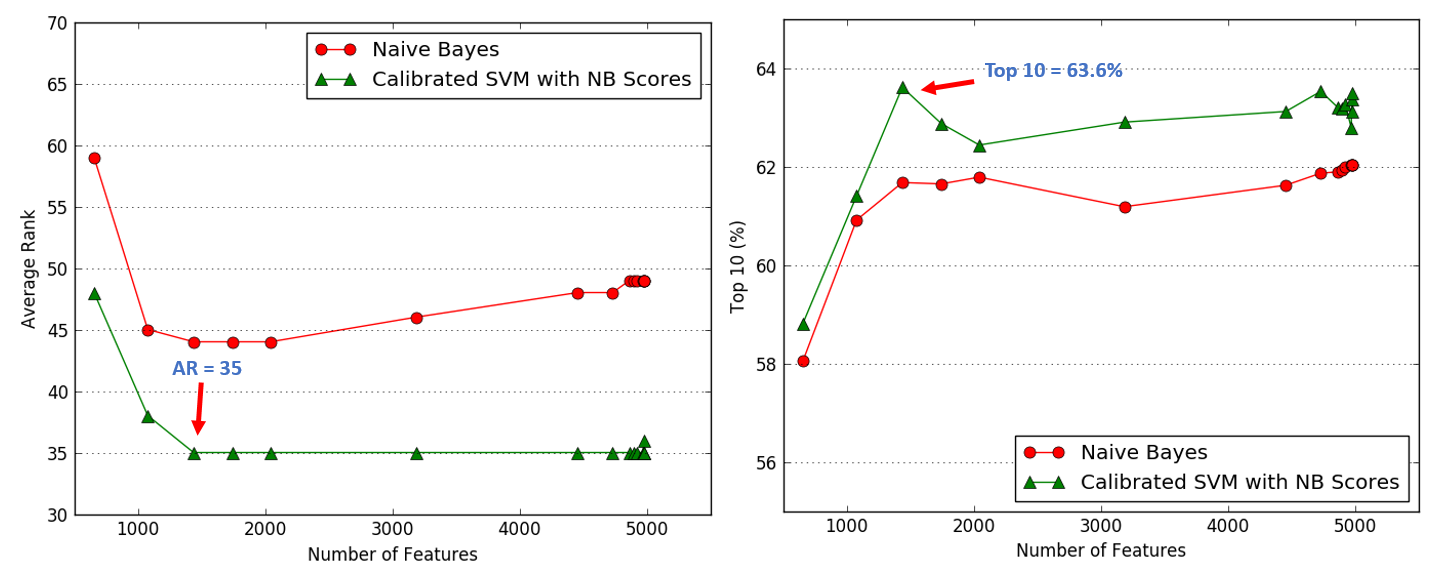 70
65
60
55
50
45
40
35
30
Average Rank
1000 2000 3000 4000 5000
Number of Features
Naive Bayes
Calibrated SVM with NB Scores
AR = 35
64
62
60
58
56
Top 10 (%)
1000 2000 3000 4000 5000
Number of Features
Top 10 = 63.6%
Naive Bayes
Calibrated SVM with NB Scores